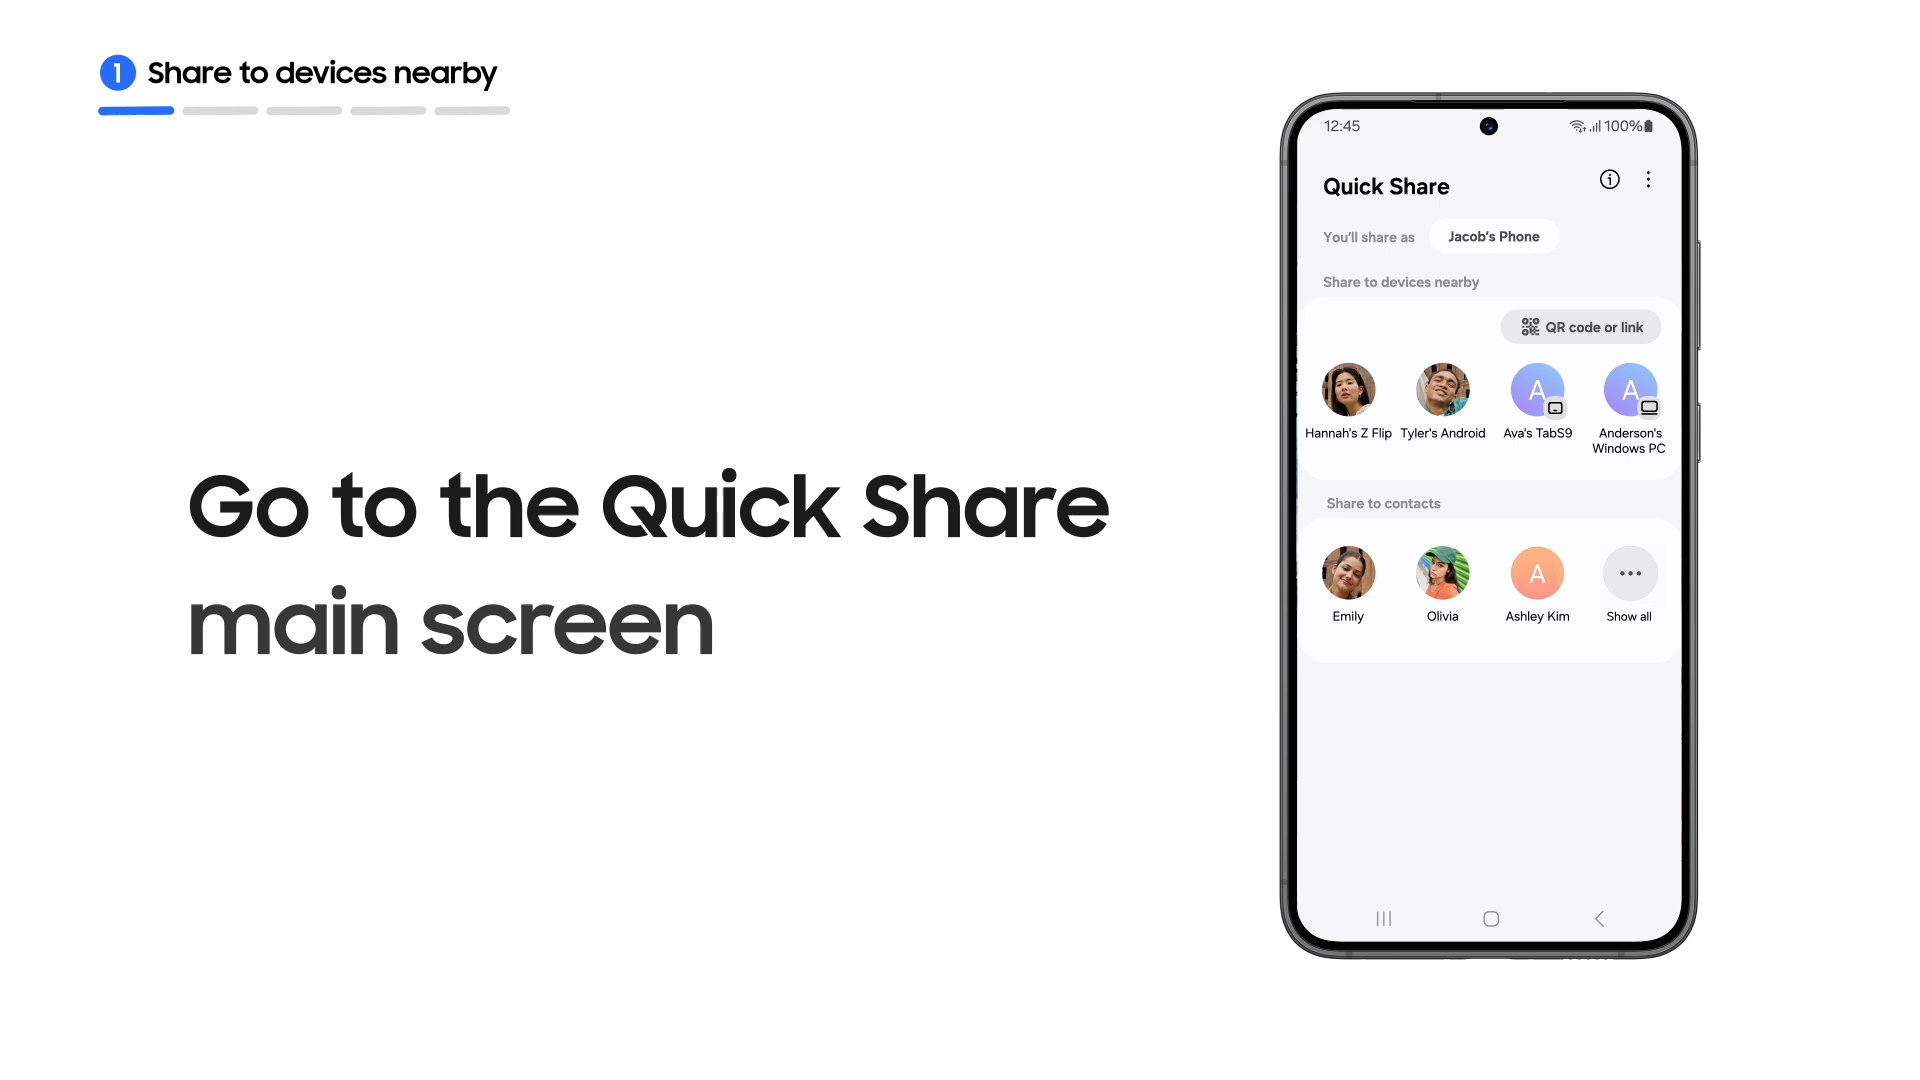 1 Share to devices nearby
Go to the Quick Share
main screen
12:45
100%
Quick Share
You'll share as
Jacob's Phone
Share to devices nearby
QR code or link
A
A
Hannah's Z Flip
Tyler's Android
Ava's TabS9
Anderson's
Windows PC
Share to contacts
A
Emily
Olivia
Ashley Kim
Show all